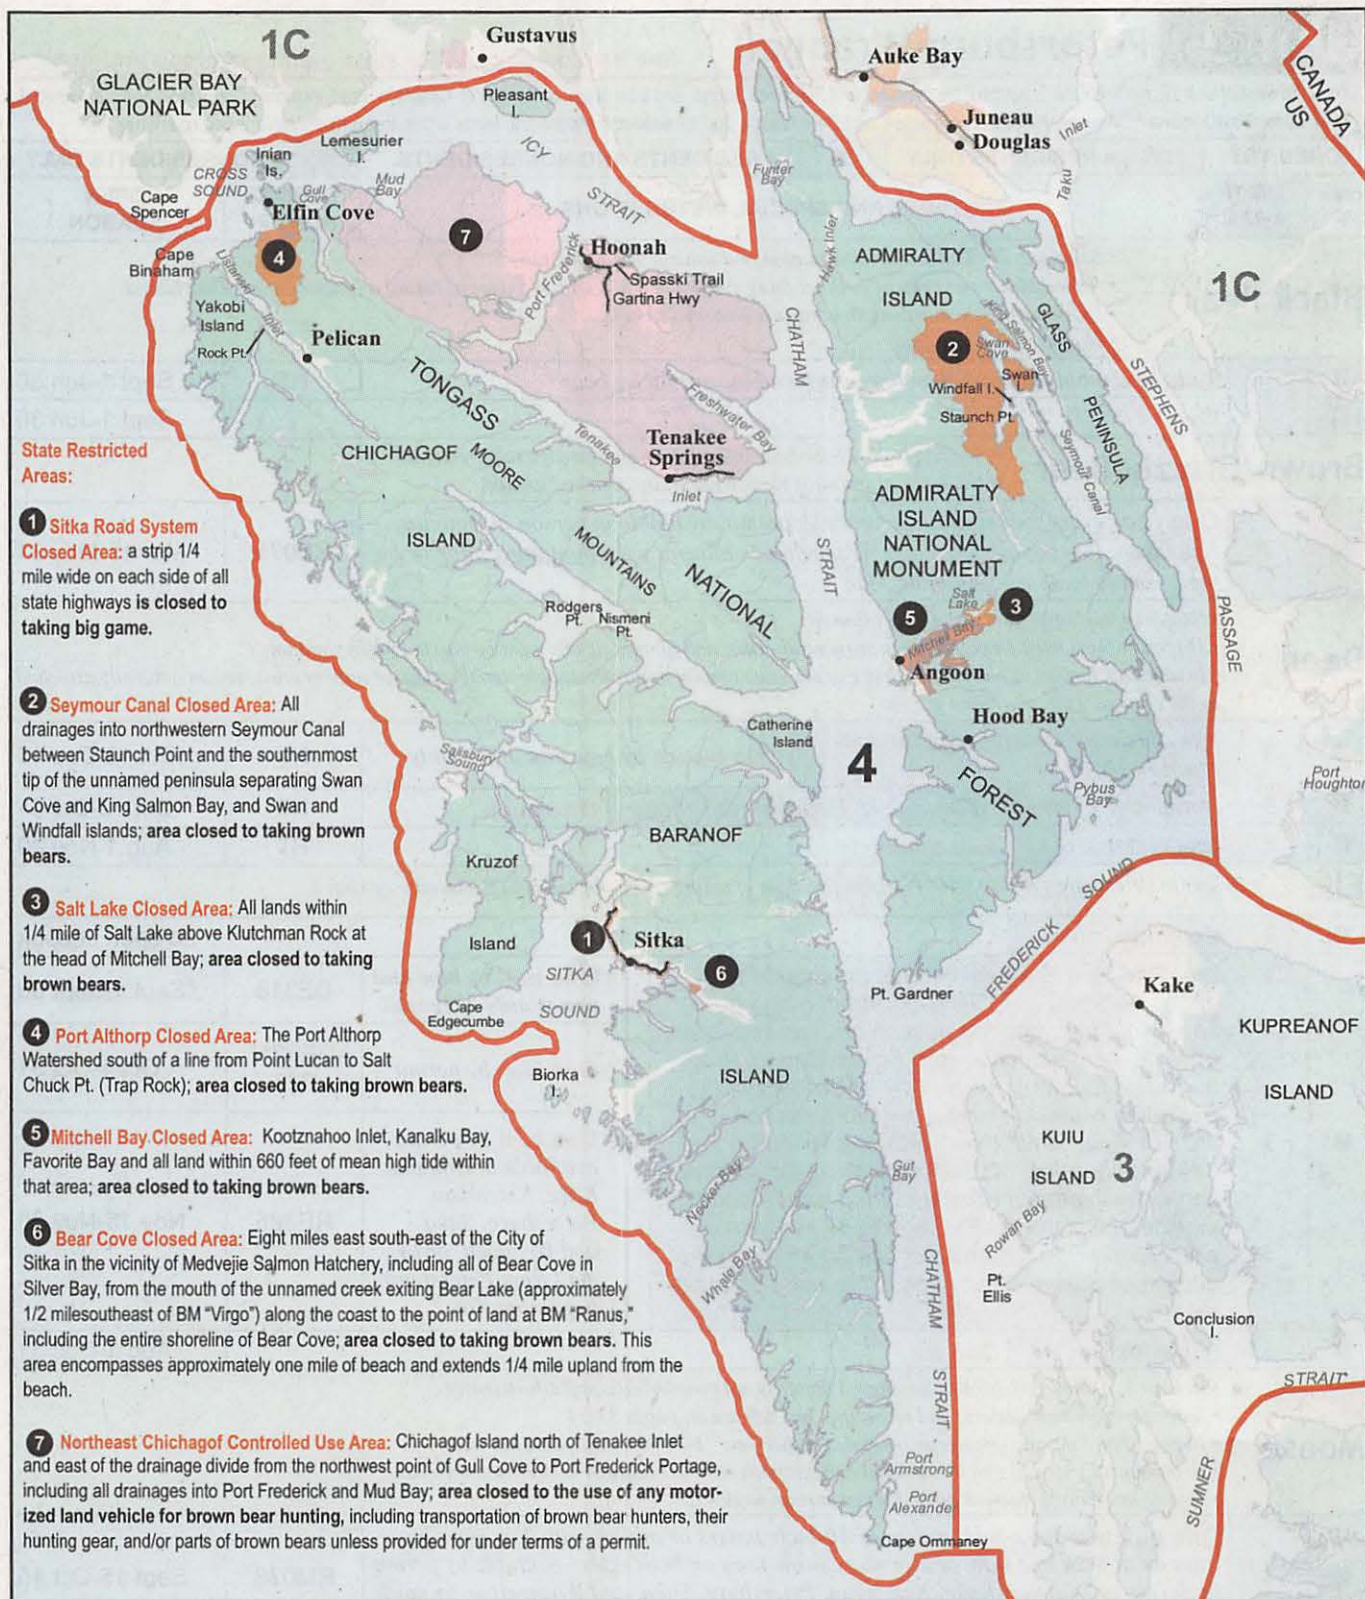 1C
Gustavus
GLACIER BAY
NATIONAL PARK
Pleasant
I.
Lemesurier
I.
ICY
STRAIT
Inian
Is.
CROSS
SOUND
Gull
Cove
Mud
Bay
Cape
Spencer
Elfin Cove
Cape
Binaham
4
7
Lisianski
Inlet
Yakobi
Island
Rock Pt.
Pelican
Port Frederick
Hoonah
Spasski Trail
Gartina Hwy
Auke Bay
Juneau
Douglas
Taku
Inlet
CANADA
US
1C
Funter
Bay
Hawk Inlet
ADMIRALTY
ISLAND
2
King Salmon Bay
Swan
Cove
Swan
I.
Windfall I.
Staunch Pt.
GLASS
PENINSULA
Seymour Canal
STEPHENS
PASSAGE
CHATHAM
STRAIT
TONGASS
CHICHAGOF
MOORE
ISLAND
MOUNTAINS
NATIONAL
Freshwater Bay
Tenakee
Inlet
Tenakee
Springs
ADMIRALTY
ISLAND
NATIONAL
MONUMENT
Salt
Lake
3
5
Mitchell Bay
Angoon
Rodgers
Pt.
Nismeni
Pt.
Hood Bay
Catherine
Island
4
FOREST
Pybus
Bay
Port
Houghton
Salisbury
Sound
BARANOF
Kruzof
Island
1
Sitka
6
SITKA
SOUND
Cape
Edgecumbe
Biorka
I.
ISLAND
Pt. Gardner
FREDERICK
SOUND
Kake
KUPREANOF
ISLAND
KUIU
ISLAND
3
Gut
Bay
Rowan Bay
Pt.
Ellis
Necker Bay
Whale Bay
CHATHAM
STRAIT
Conclusion
I.
SUMNER
STRAIT
Port
Armstrong
Port
Alexander
Cape Ommaney
State Restricted
Areas:
1 Sitka Road System
Closed Area: a strip 1/4
mile wide on each side of all
state highways is closed to
taking big game.
2 Seymour Canal Closed Area: All
drainages into northwestern Seymour Canal
between Staunch Point and the southernmost
tip of the unnamed peninsula separating Swan
Cove and King Salmon Bay, and Swan and
Windfall islands; area closed to taking brown
bears.
3 Salt Lake Closed Area: All lands within
1/4 mile of Salt Lake above Klutchman Rock at
the head of Mitchell Bay; area closed to taking
brown bears.
4 Port Althorp Closed Area: The Port Althorp
Watershed south of a line from Point Lucan to Salt
Chuck Pt. (Trap Rock); area closed to taking brown bears.
5 Mitchell Bay Closed Area: Kootznahoo Inlet, Kanalku Bay,
Favorite Bay and all land within 660 feet of mean high tide within
that area; area closed to taking brown bears.
6 Bear Cove Closed Area: Eight miles east south-east of the City of
Sitka in the vicinity of Medvejie Salmon Hatchery, including all of Bear Cove in
Silver Bay, from the mouth of the unnamed creek exiting Bear Lake (approximately
1/2 milesoutheast of BM "Virgo") along the coast to the point of land at BM "Ranus,"
including the entire shoreline of Bear Cove; area closed to taking brown bears. This
area encompasses approximately one mile of beach and extends 1/4 mile upland from the
beach.
7 Northeast Chichagof Controlled Use Area: Chichagof Island north of Tenakee Inlet
and east of the drainage divide from the northwest point of Gull Cove to Port Frederick Portage,
including all drainages into Port Frederick and Mud Bay; area closed to the use of any motor-
ized land vehicle for brown bear hunting, including transportation of brown bear hunters, their
hunting gear, and/or parts of brown bears unless provided for under terms of a permit.